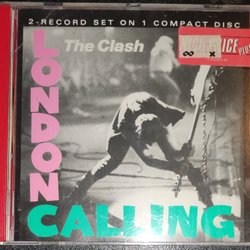 2-RECORD SET ON 1 COMPACT DISC
The Clash
LONDON
CALLING